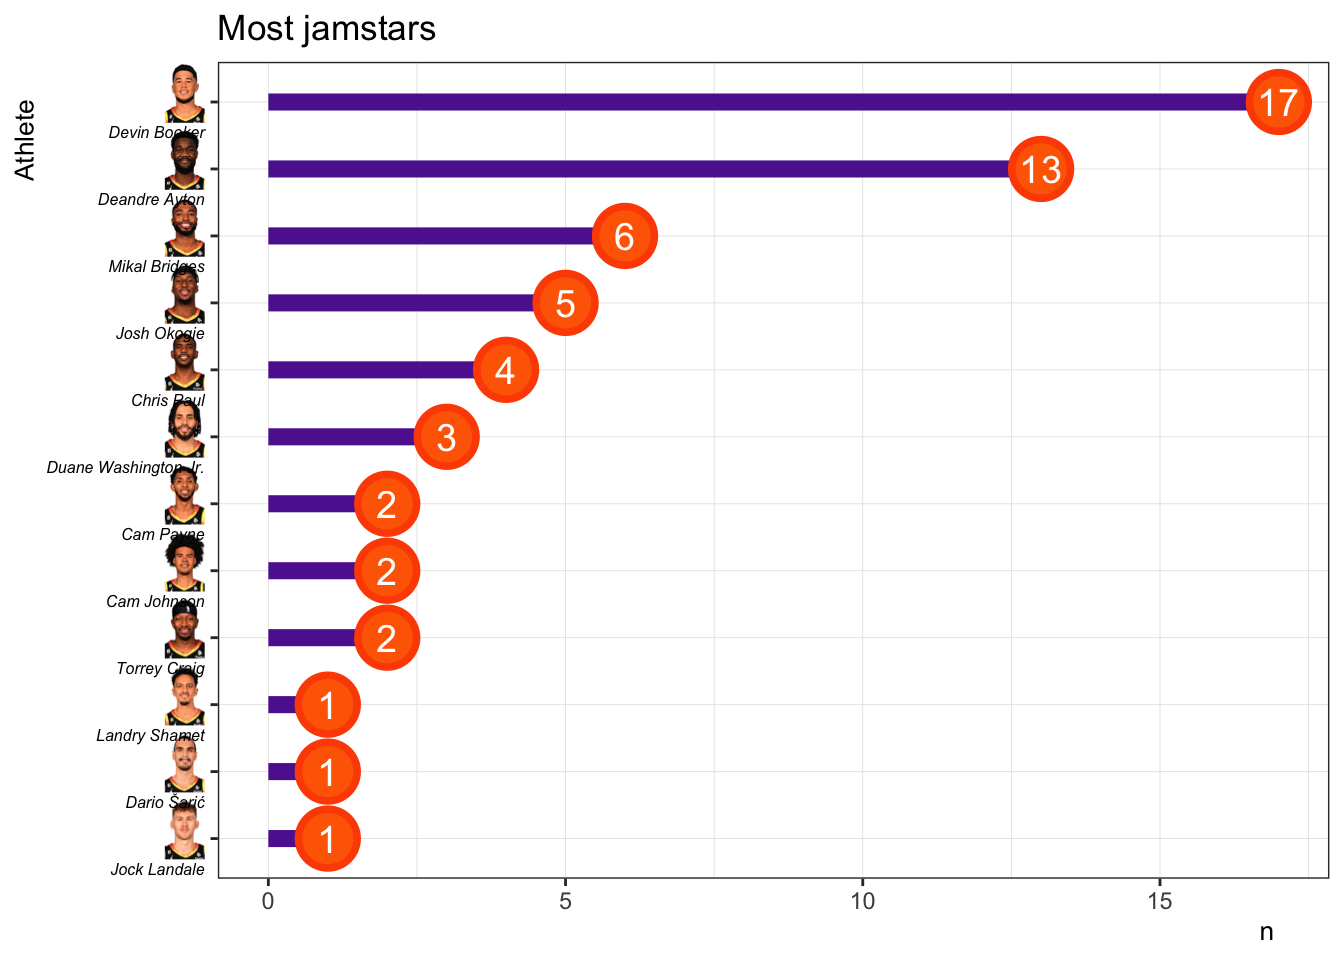 Most jamstars
Athlete
Devin Booker
17
Deandre Ayton
13
Mikal Bridges
6
Josh Okogie
5
Chris Paul
4
Duane Washington Jr.
3
Cam Payne
2
Cam Johnson
2
Torrey Craig
2
Landry Shamet
1
Dario Šarić
1
Jock Landale
1
0 5 10 15
n